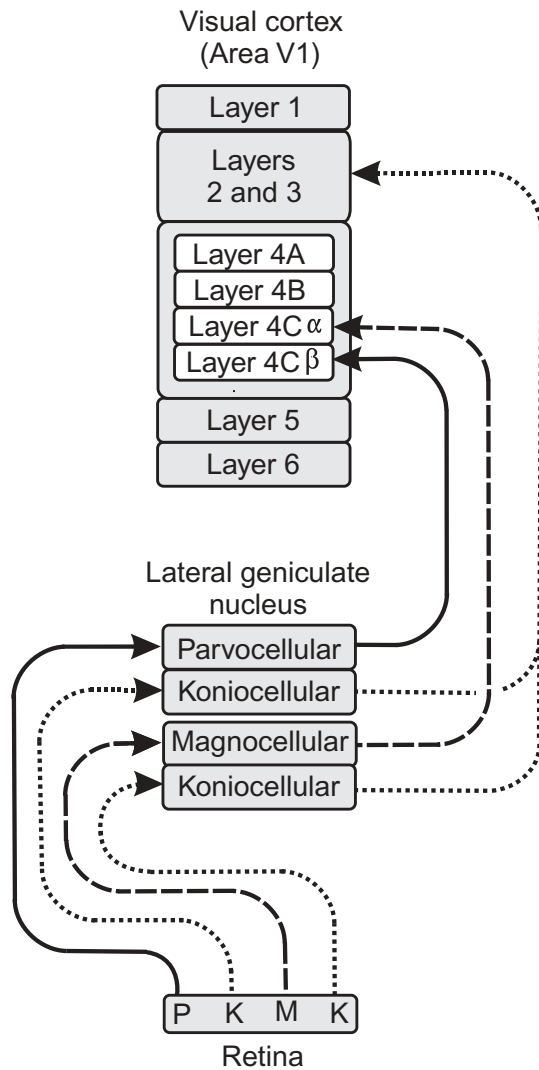 Visual cortex
(Area V1)
Layer 1
Layers
2 and 3
Layer 4A
Layer 4B
Layer 4C α
Layer 4C β
Layer 5
Layer 6
Lateral geniculate
nucleus
Parvocellular
Koniocellular
Magnocellular
Koniocellular
P K M K
Retina